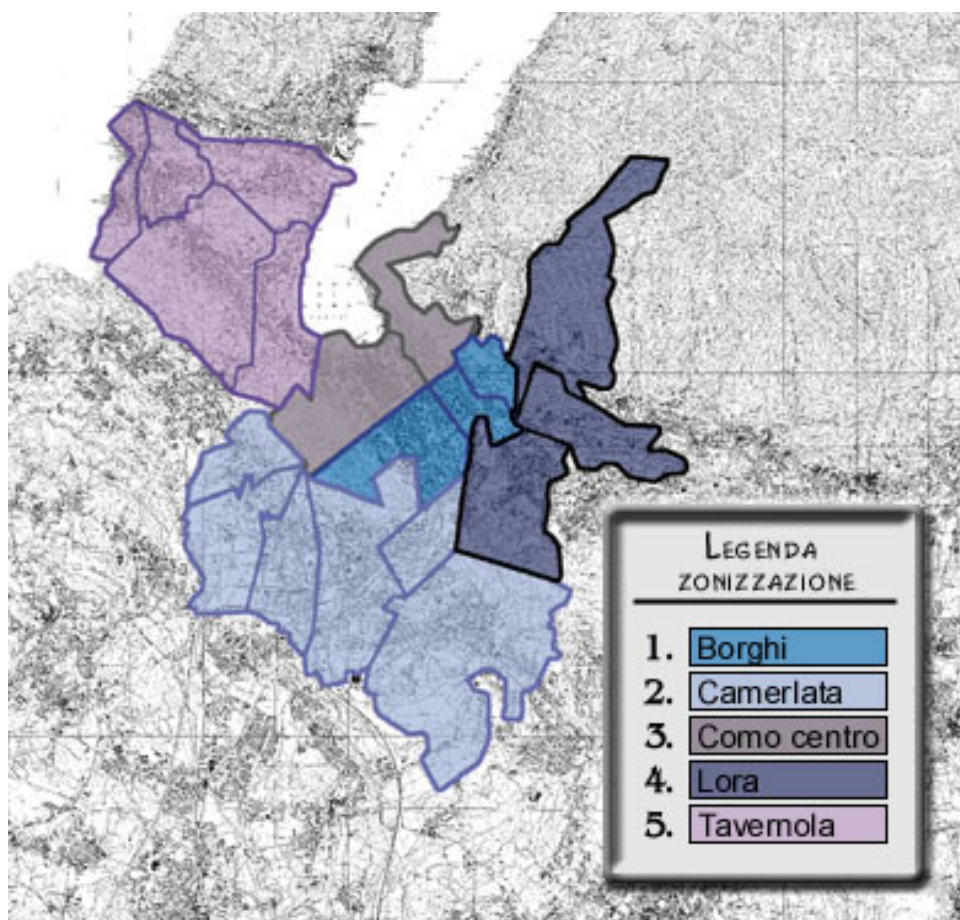 LEGENDA
ZONIZZAZIONE
1. Borghi
2. Camerlata
3. Como centro
4. Lora
5. Tavernola